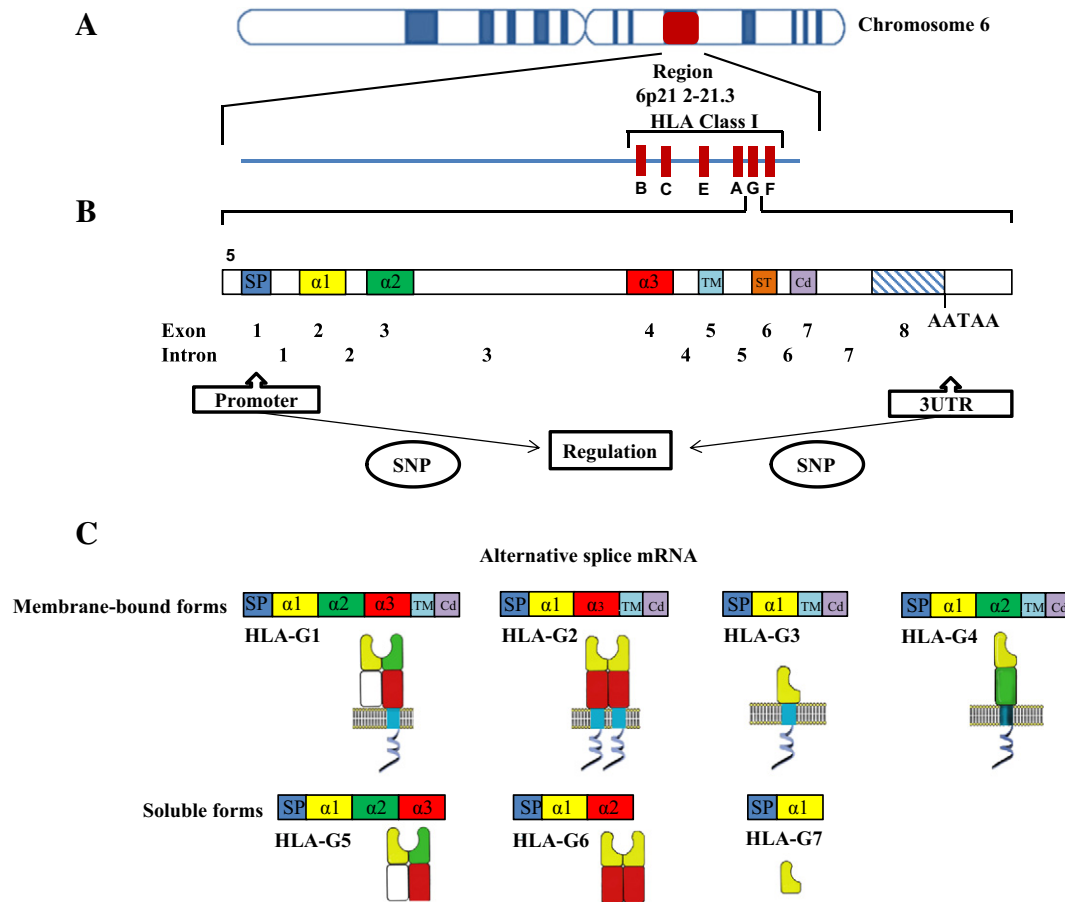 A
Chromosome 6
Region
6p21 2-21.3
HLA Class I
B C E A G F
B
5
SP α1 α2 α3 TM ST Cd
AATAA
Exon 1 2 3 4 5 6 7 8
Intron 1 2 3 4 5 6 7
Promoter
3UTR
SNP
Regulation
SNP
C
Alternative splice mRNA
Membrane-bound forms
SP α1 α2 α3 .TM Cd
HLA-G1
SP α1 α3 TM Cd
HLA-G2
SP α1 TM Cd
HLA-G3
SP α1 α2 TM Cd
HLA-G4
Soluble forms
SP α1 α2 α3
HLA-G5
SP α1 α2
HLA-G6
SP α1
HLA-G7